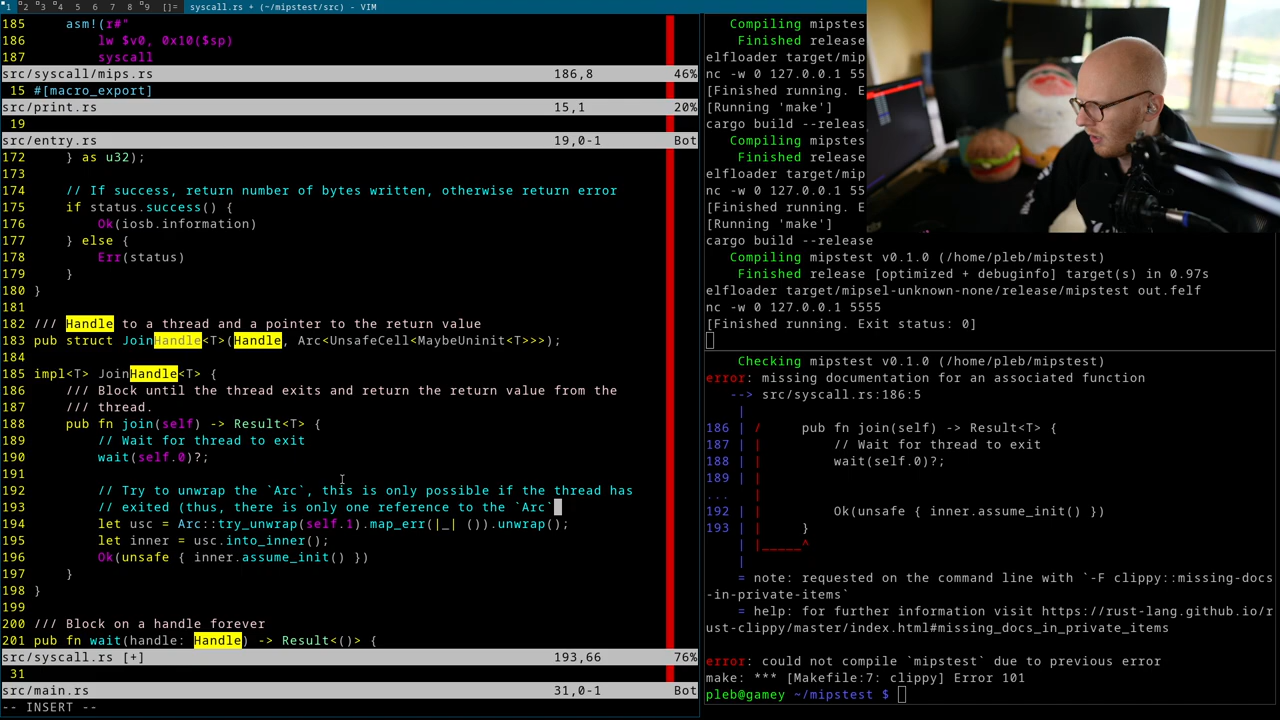 1 2 3 4 5 6 7 8 9 []= syscall.rs + (~/mipstest/src) - VIM
185     asm!(r#"
186         lw $v0, 0x10($sp)
187         syscall
src/syscall/mips.rs 186,8 46%
15 #[macro_export]
src/print.rs 15,1 20%
19
src/entry.rs 19,0-1 Bot
172     } as u32);
173
174     // If success, return number of bytes written, otherwise return error
175     if status.success() {
176         Ok(iosb.information)
177     } else {
178         Err(status)
179     }
180 }
181
182 /// Handle to a thread and a pointer to the return value
183 pub struct JoinHandle<T>(Handle, Arc<UnsafeCell<MaybeUninit<T>>>);
184
185 impl<T> JoinHandle<T> {
186     /// Block until the thread exits and return the return value from the
187     /// thread.
188     pub fn join(self) -> Result<T> {
189         // Wait for thread to exit
190         wait(self.0)?;
191
192         // Try to unwrap the `Arc`, this is only possible if the thread has
193         // exited (thus, there is only one reference to the `Arc`
194         let usc = Arc::try_unwrap(self.1).map_err(|_| ()).unwrap();
195         let inner = usc.into_inner();
196         Ok(unsafe { inner.assume_init() })
197     }
198 }
199
200 /// Block on a handle forever
201 pub fn wait(handle: Handle) -> Result<()> {
src/syscall.rs [+] 193,66 76%
31
src/main.rs 31,0-1 Bot
-- INSERT --
Compiling mipstest
Finished release
elfloader target/mip
nc -w 0 127.0.0.1 55
[Finished running. E
[Running 'make']
cargo build --releas
Compiling mipstest
Finished release
elfloader target/mip
nc -w 0 127.0.0.1 55
[Finished running. E
[Running 'make']
cargo build --release
Compiling mipstest v0.1.0 (/home/pleb/mipstest)
Finished release [optimized + debuginfo] target(s) in 0.97s
elfloader target/mipsel-unknown-none/release/mipstest out.felf
nc -w 0 127.0.0.1 5555
[Finished running. Exit status: 0]
Checking mipstest v0.1.0 (/home/pleb/mipstest)
error: missing documentation for an associated function
--> src/syscall.rs:186:5
|
186 | /     pub fn join(self) -> Result<T> {
187 | |         // Wait for thread to exit
188 | |         wait(self.0)?;
189 | |
... |
192 | |         Ok(unsafe { inner.assume_init() })
193 | |     }
| |_____^
|
= note: requested on the command line with `-F clippy::missing-docs
-in-private-items`
= help: for further information visit https://rust-lang.github.io/r
ust-clippy/master/index.html#missing_docs_in_private_items
error: could not compile `mipstest` due to previous error
make: *** [Makefile:7: clippy] Error 101
pleb@gamey ~/mipstest $